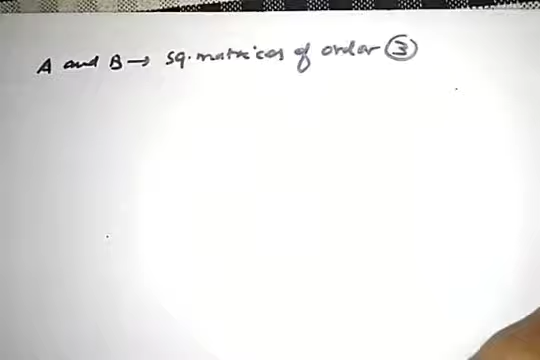 A and B → sq. matrices of order ③